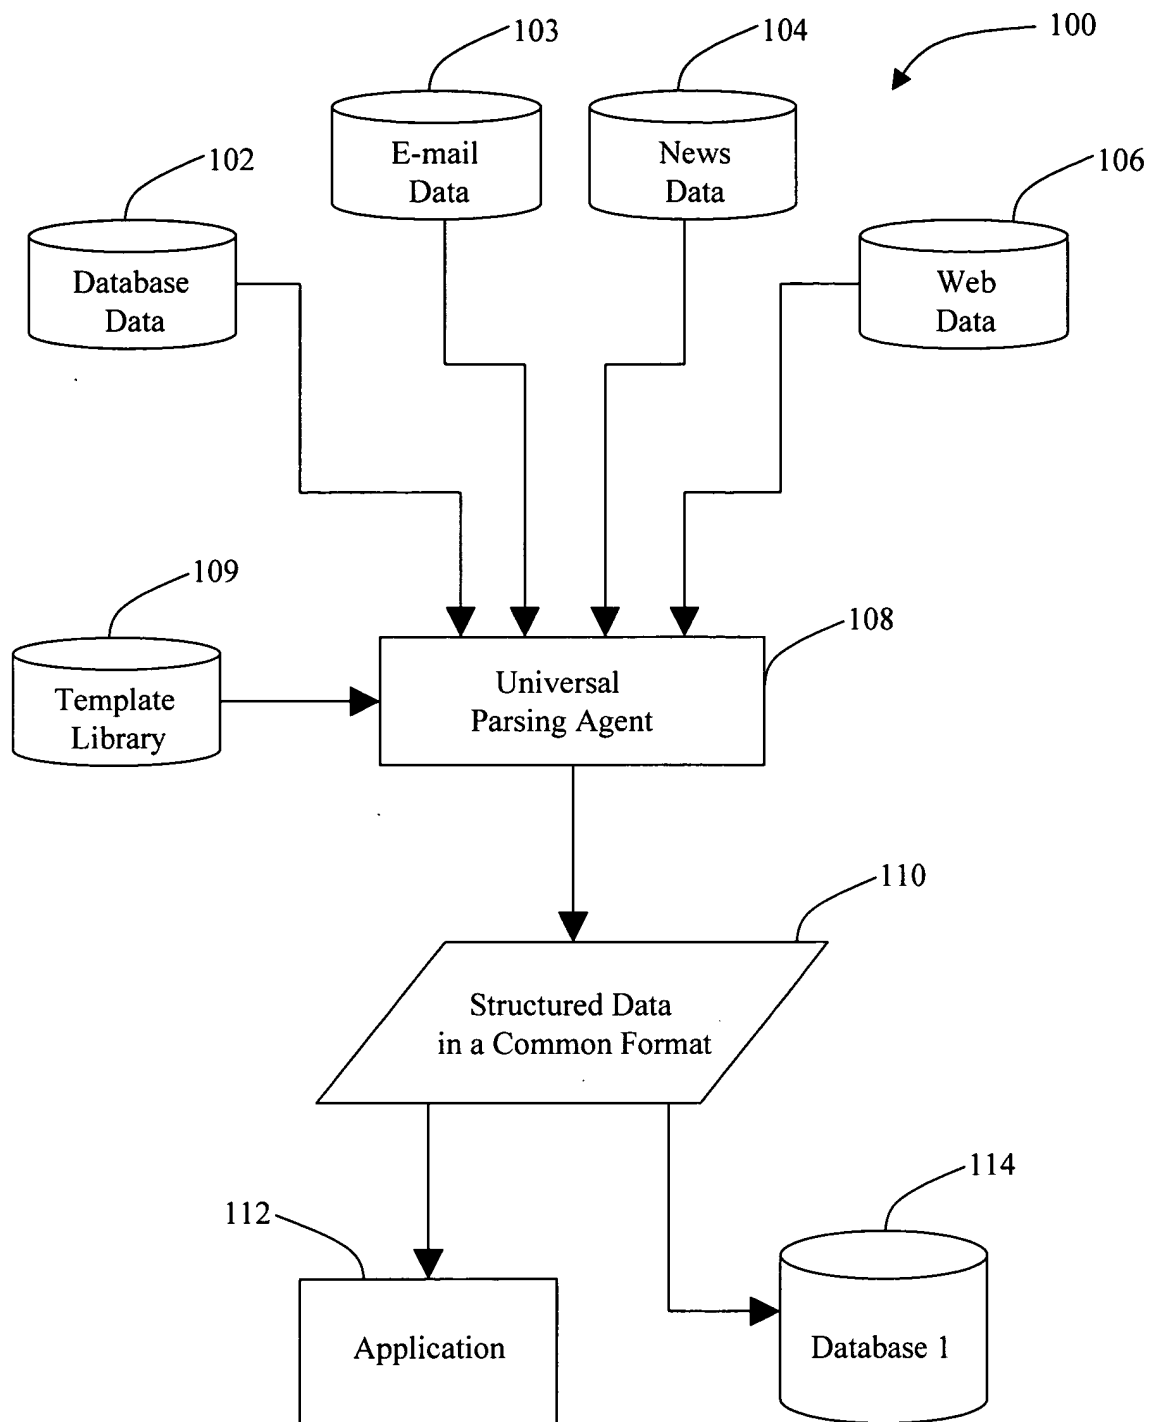 103
104
100
E-mail
Data
News
Data
102
106
Database
Data
Web
Data
109
108
Template
Library
Universal
Parsing Agent
110
Structured Data
in a Common Format
114
112
Application
Database 1